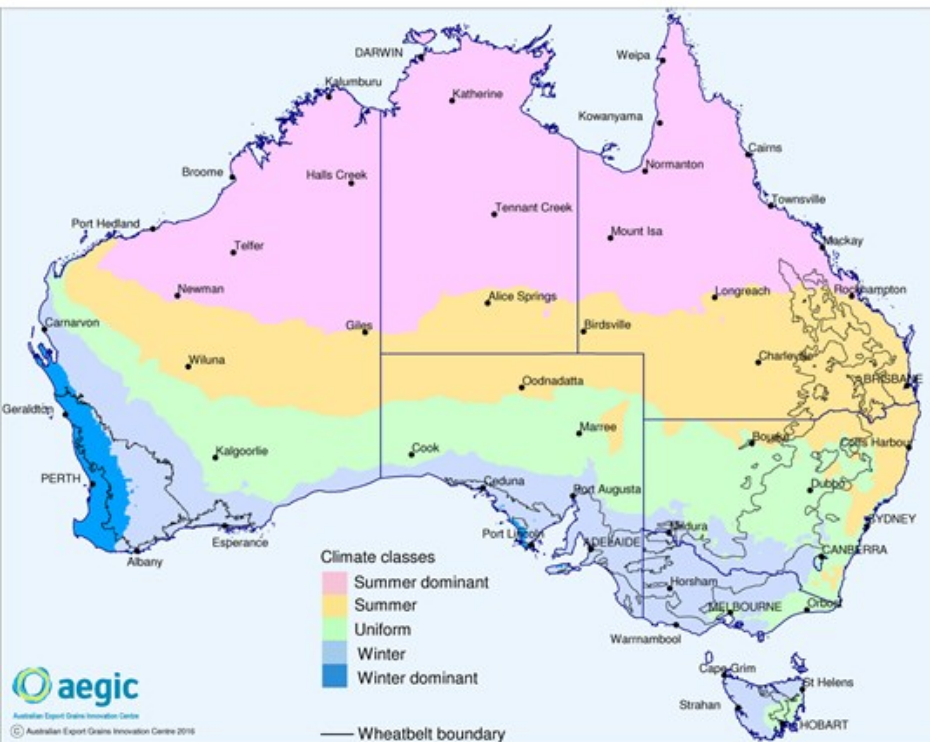 DARWIN
Weipa
Kalumburu
Katherine
Kowanyama
Cairns
Broome
Halls Creek
Normanton
Tennant Creek
Townsville
Port Hedland
Mount Isa
Mackay
Telfer
Newman
Alice Springs
Longreach
Rockhampton
Carnarvon
Giles
Birdsville
Wiluna
Charleville
Oodnadatta
BRISBANE
Geraldton
Marree
Bourke
Coffs Harbour
Kalgoorlie
Cook
PERTH
Ceduna
Port Augusta
Dubbo
SYDNEY
Esperance
Port Lincoln
ADELAIDE
Mildura
CANBERRA
Albany
Horsham
MELBOURNE
Orbost
Warrnambool
Climate classes
Summer dominant
Summer
Uniform
Winter
Winter dominant
Wheatbelt boundary
Cape Grim
St Helens
Strahan
HOBART
aegic
Australian Export Grains Innovation Centre
© Australian Export Grains Innovation Centre 2016